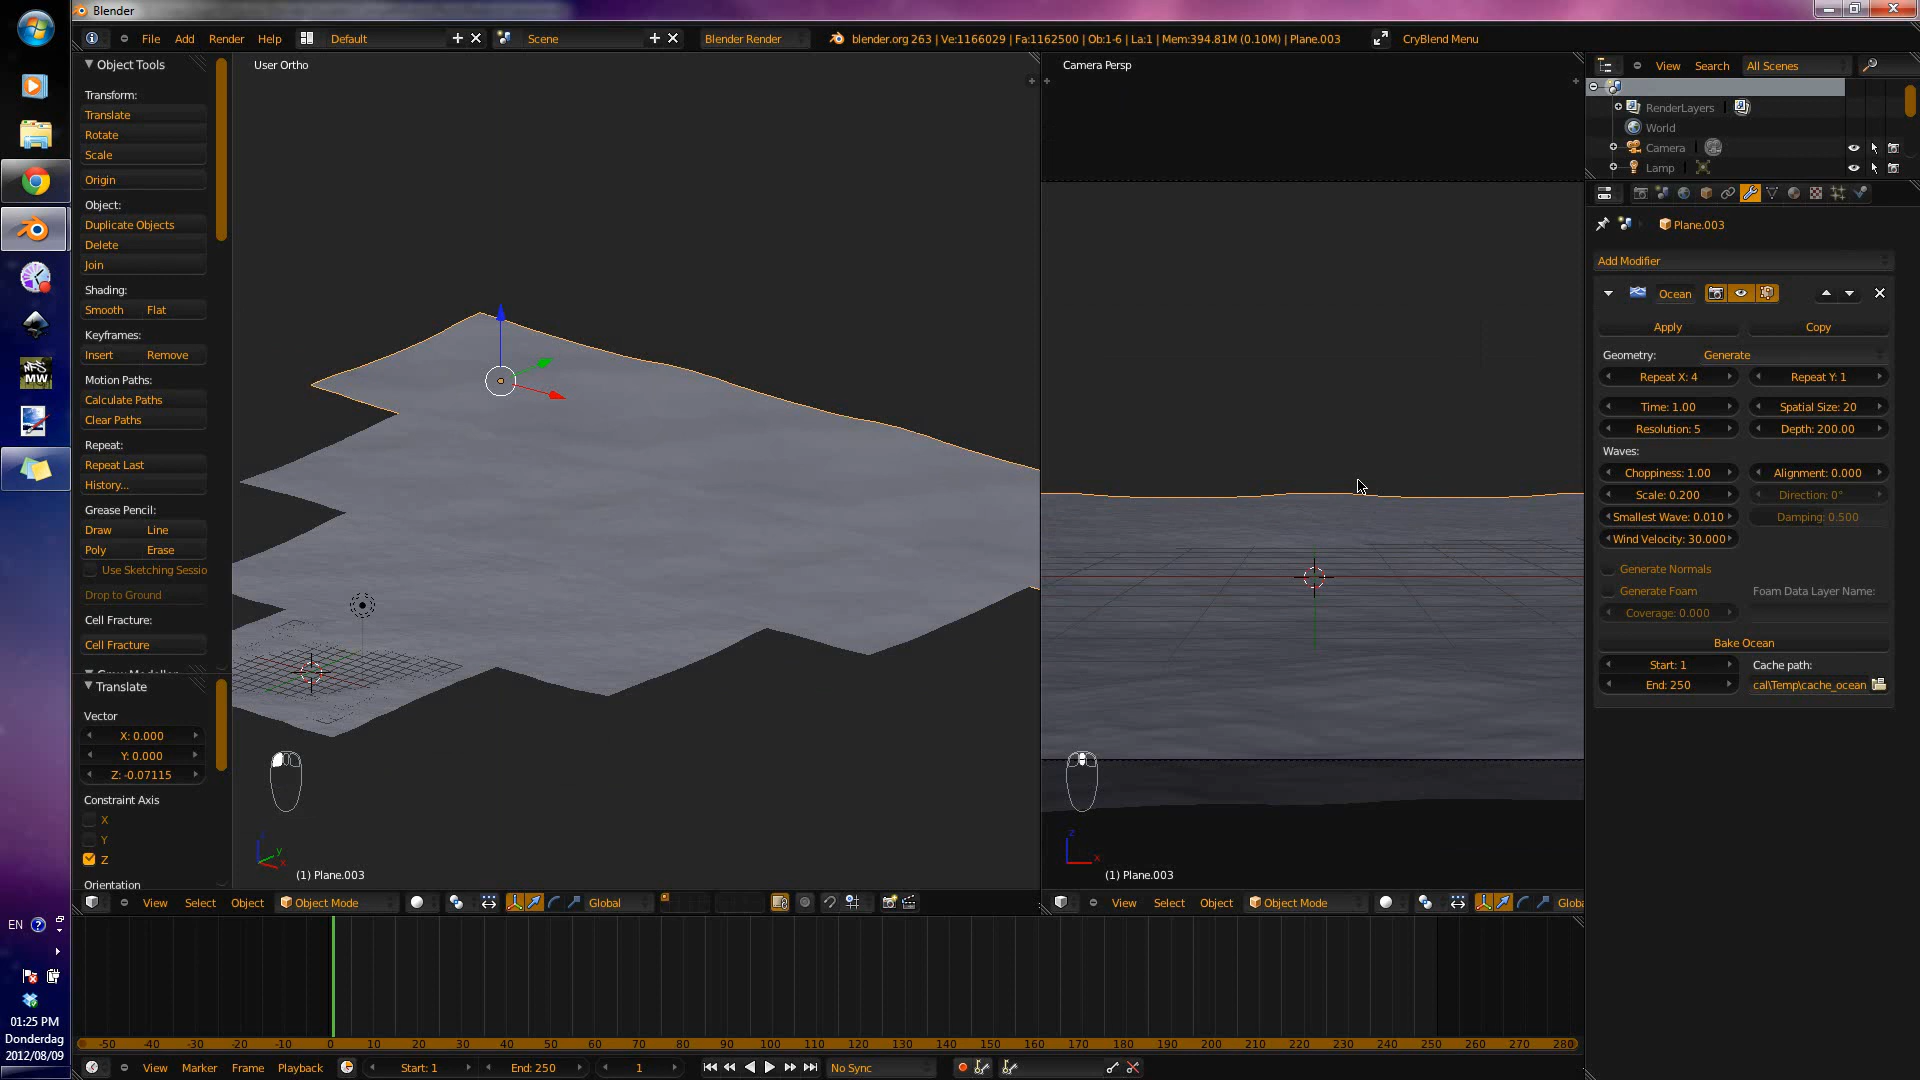 Blender
File Add Render Help Default Scene Blender Render blender.org 263 | Ve:1166029 | Fa:1162500 | Ob:1-6 | La:1 | Mem:394.81M (0.10M) | Plane.003 CryBlend Menu
Object Tools
Transform:
Translate
Rotate
Scale
Origin
Object:
Duplicate Objects
Delete
Join
Shading:
Smooth Flat
Keyframes:
Insert Remove
Motion Paths:
Calculate Paths
Clear Paths
Repeat:
Repeat Last
History...
Grease Pencil:
Draw Line
Poly Erase
Use Sketching Sessio
Drop to Ground
Cell Fracture:
Cell Fracture
Translate
Vector
X: 0.000
Y: 0.000
Z: -0.07115
Constraint Axis
X
Y
Z
Orientation
User Ortho
z
y
x
(1) Plane.003
View Select Object Object Mode Global
Camera Persp
z
x
(1) Plane.003
View Select Object Object Mode Globa
View Search All Scenes
RenderLayers
World
Camera
Lamp
Plane.003
Add Modifier
Ocean
Apply Copy
Geometry: Generate
Repeat X: 4 Repeat Y: 1
Time: 1.00 Spatial Size: 20
Resolution: 5 Depth: 200.00
Waves:
Choppiness: 1.00 Alignment: 0.000
Scale: 0.200 Direction: 0°
Smallest Wave: 0.010 Damping: 0.500
Wind Velocity: 30.000
Generate Normals
Generate Foam Foam Data Layer Name:
Coverage: 0.000
Bake Ocean
Start: 1 Cache path:
End: 250 cal\Temp\cache_ocean
-50 -40 -30 -20 -10 0 10 20 30 40 50 60 70 80 90 100 110 120 130 140 150 160 170 180 190 200 210 220 230 240 250 260 270 280
View Marker Frame Playback Start: 1 End: 250 1 No Sync
NFS
MW
EN
01:25 PM
Donderdag
2012/08/09